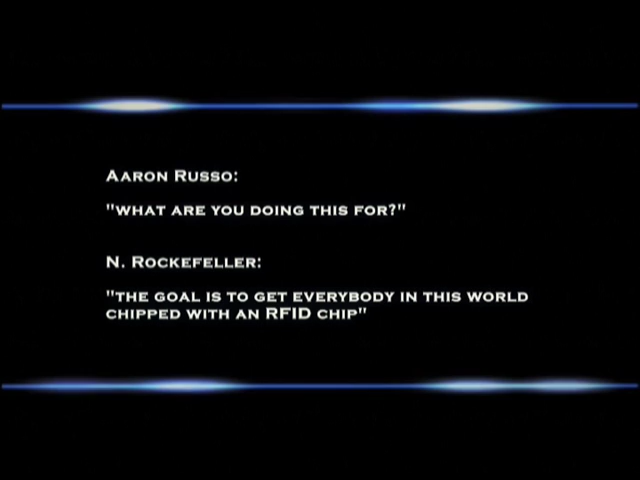 Aaron Russo:
"what are you doing this for?"
N. Rockefeller:
"the goal is to get everybody in this world
chipped with an RFID chip"